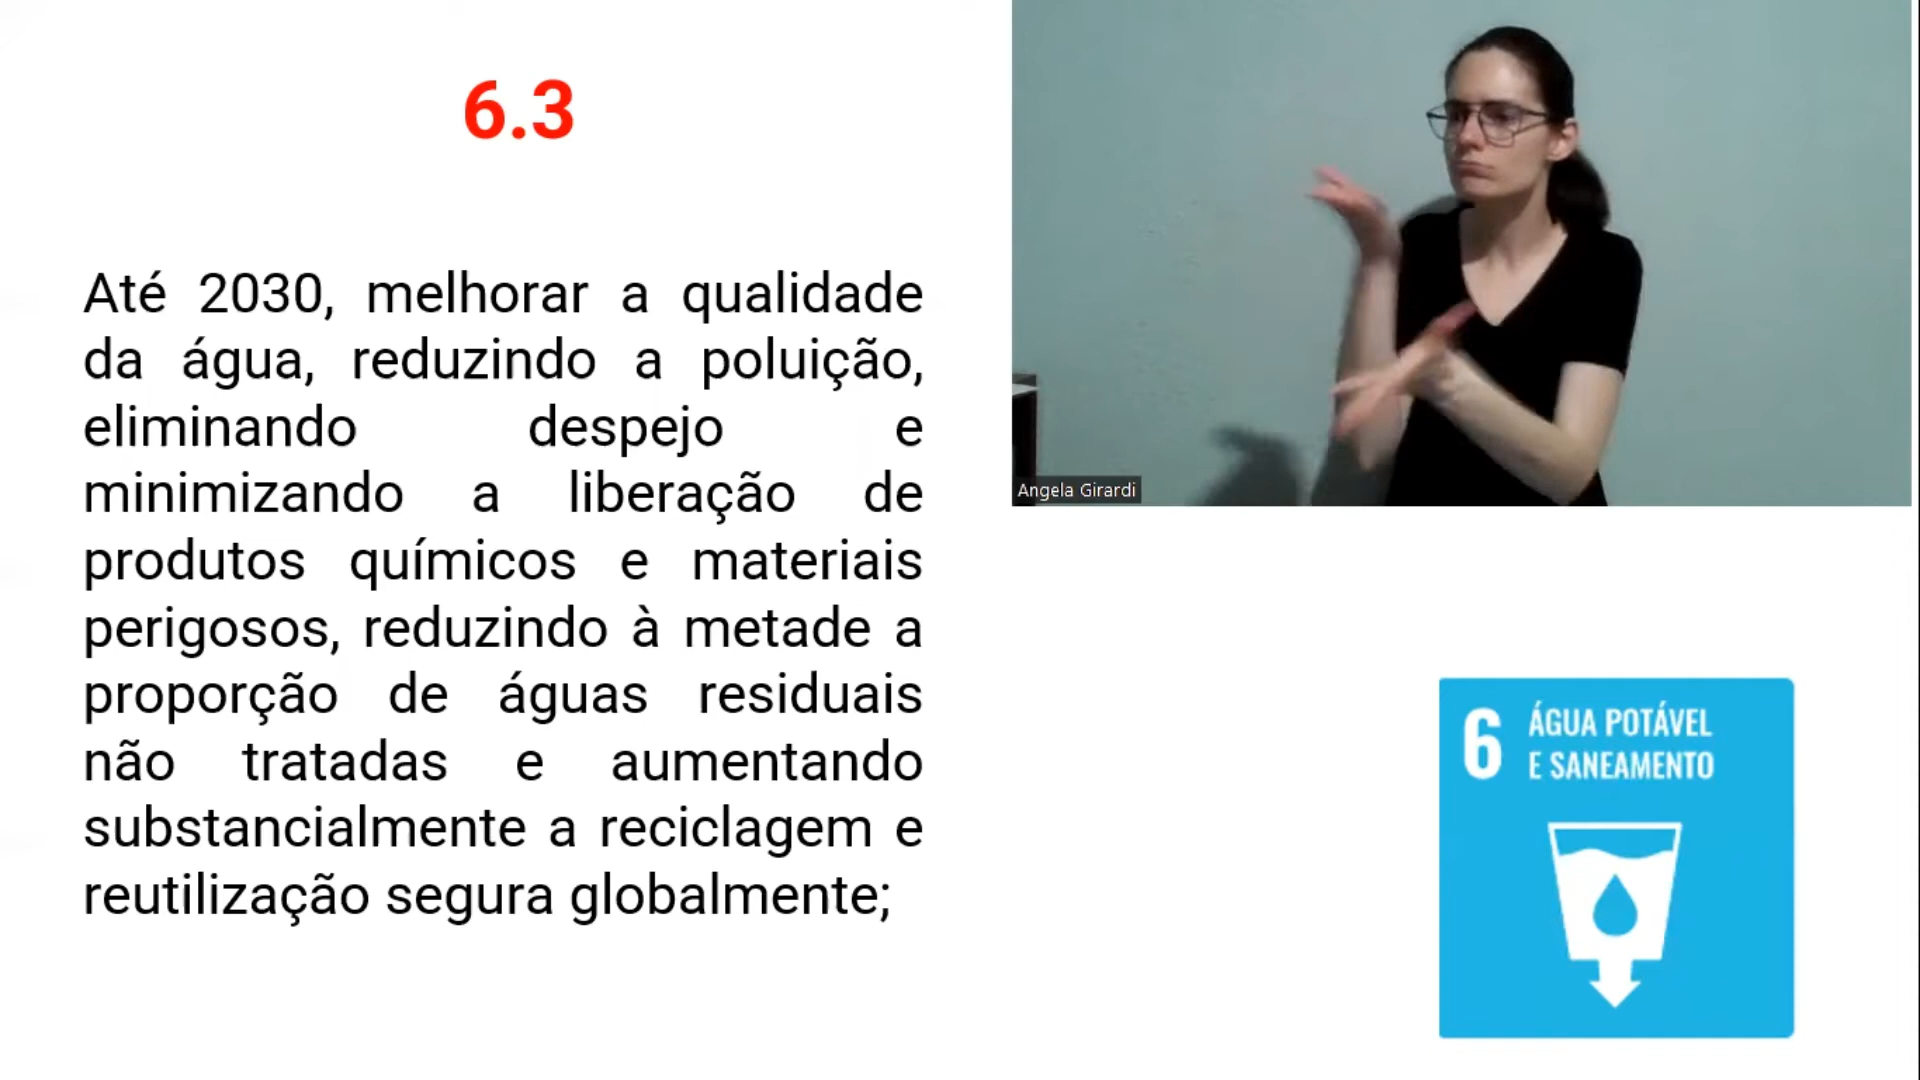 6.3
Até 2030, melhorar a qualidade
da água, reduzindo a poluição,
eliminando despejo e
minimizando a liberação de
produtos químicos e materiais
perigosos, reduzindo à metade a
proporção de águas residuais
não tratadas e aumentando
substancialmente a reciclagem e
reutilização segura globalmente;
Angela Girardi
6 ÁGUA POTÁVEL
E SANEAMENTO